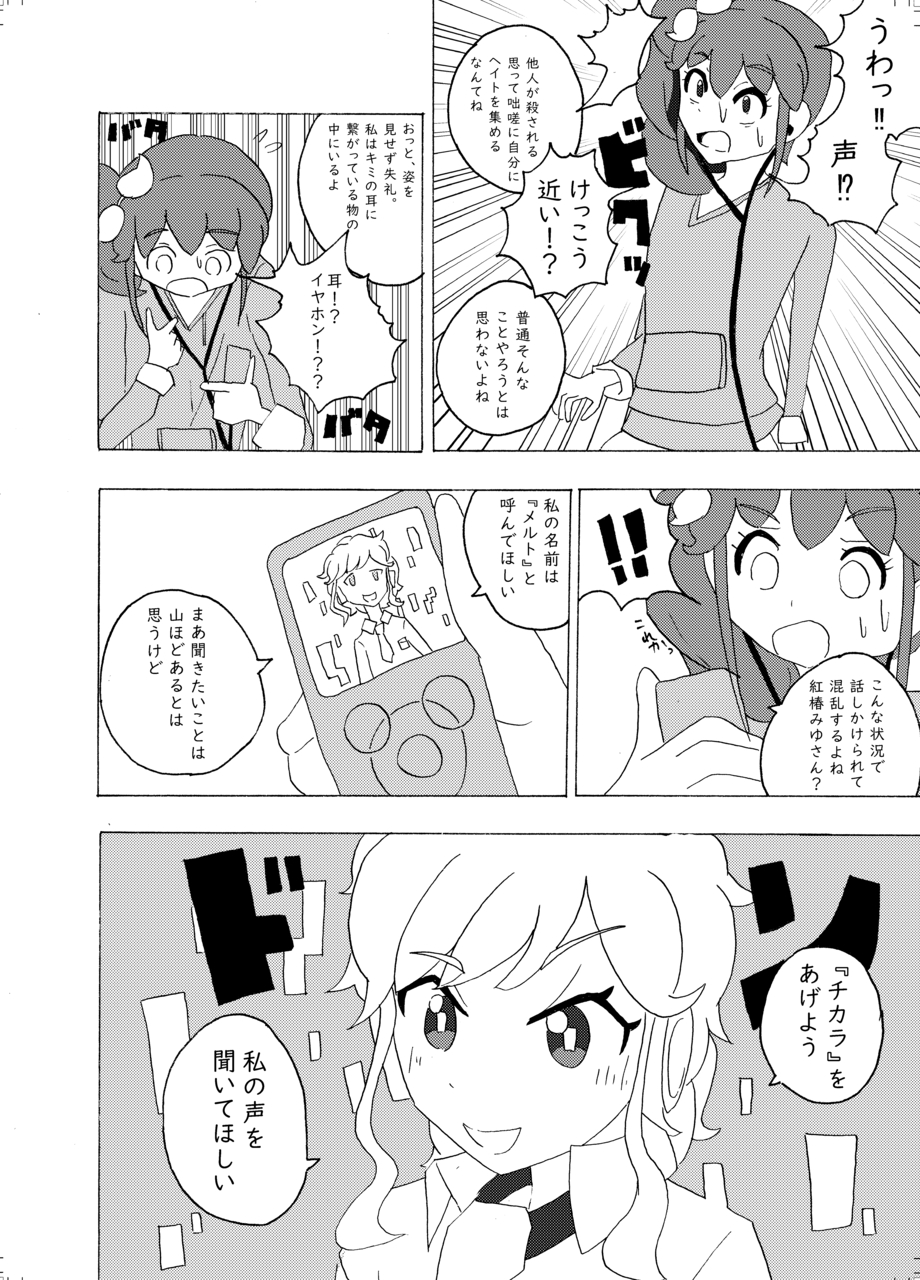 うわっ!!
声!?
ビクッ
他人が殺される
思って咄嗟に自分に
ヘイトを集める
なんてね
けっこう
近い!?
普通そんな
ことやろうとは
思わないよね
おっと、姿を
見せず失礼。
私はキミの耳に
繋がっている物の
中にいるよ
バタ
耳!?
イヤホン!??
バタ
!!
これから
こんな状況で
話しかけられて
混乱するよね
紅椿みゆさん?
私の名前は
『メルト』と
呼んでほしい
まあ聞きたいことは
山ほどあるとは
思うけど
ドン
『チカラ』を
あげよう
私の声を
聞いてほしい